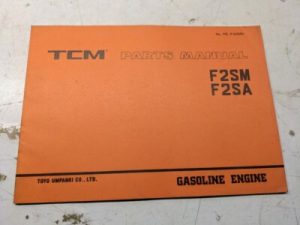 TCM PARTS MANUAL
F2SM
F2SA
TOYO UMPANKI CO., LTD.
GASOLINE ENGINE